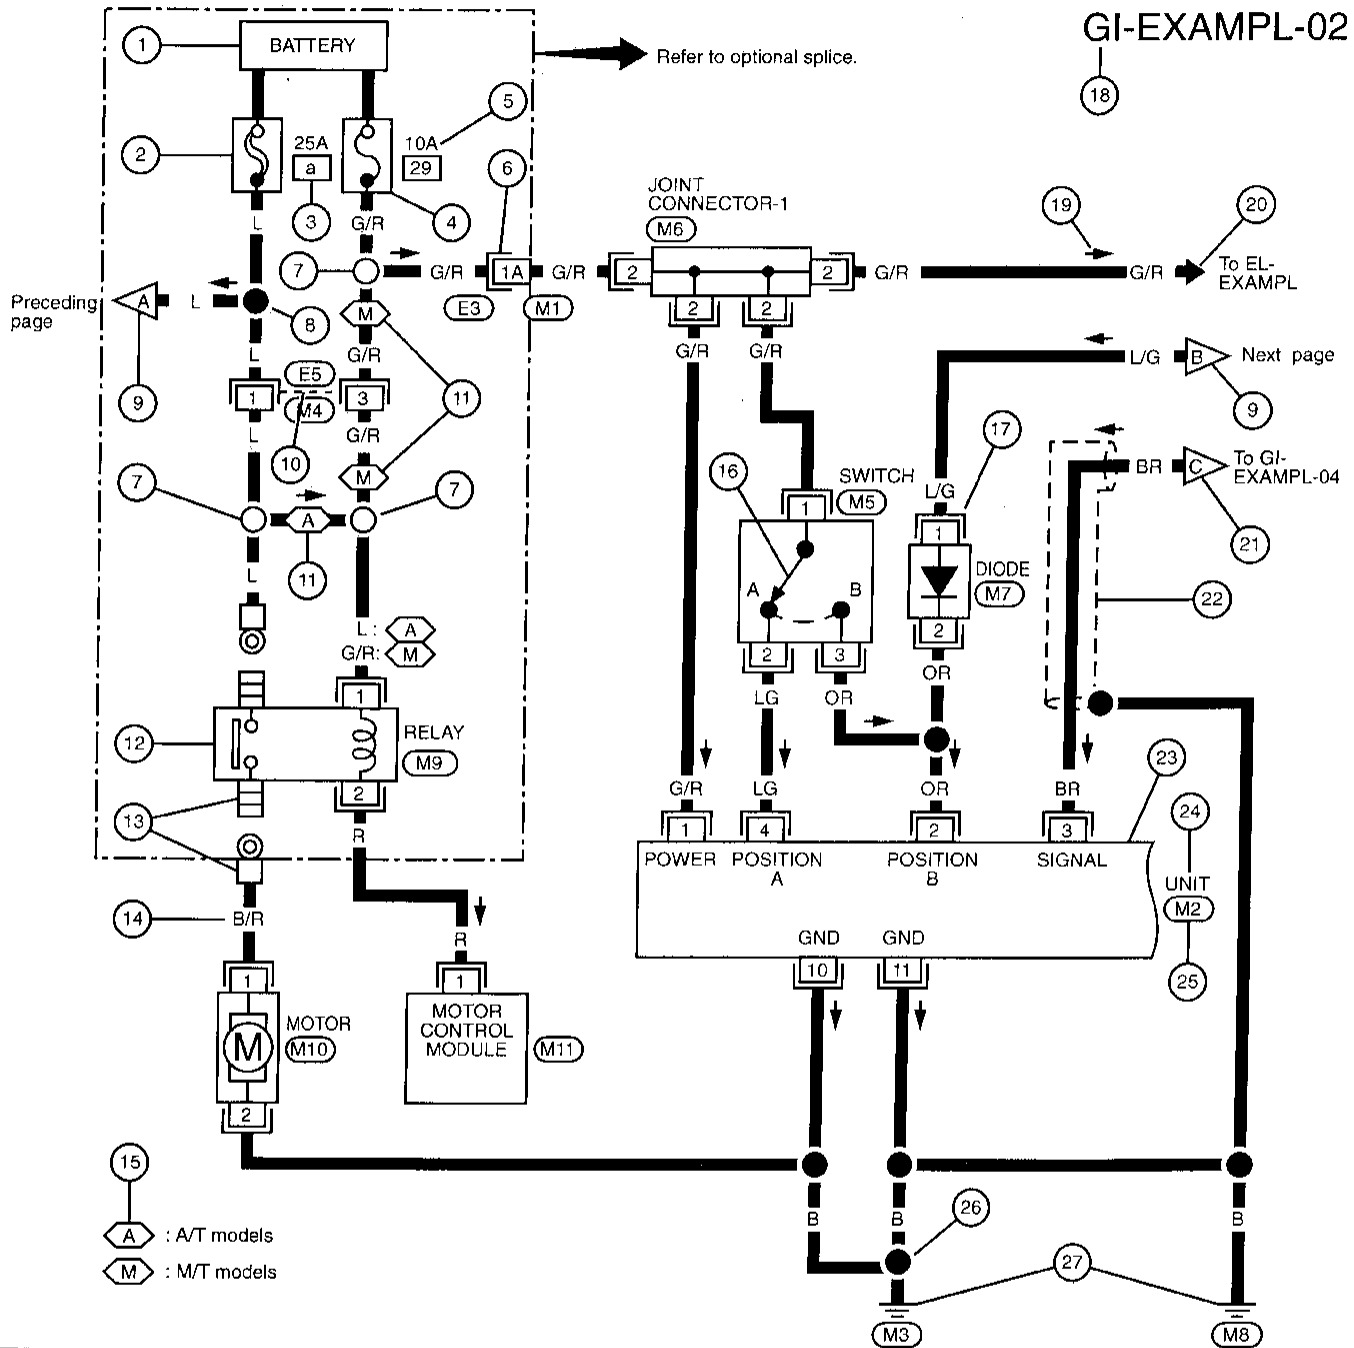 GI-EXAMPL-02
18
1
BATTERY
Refer to optional splice.
2
25A
a
3
10A
29
5
4
6
L
G/R
7
G/R
1A
G/R
E3
M1
JOINT
CONNECTOR-1
M6
2
2
2
2
G/R
G/R
G/R
19
20
G/R
To EL-
EXAMPL
Preceding
page
A
L
8
9
M
L
G/R
E5
1
3
M4
10
11
L
G/R
M
7
A
7
11
L
L/G
B
Next page
9
BR
C
To GI-
EXAMPL-04
21
22
16
SWITCH
M5
1
A
B
2
3
LG
OR
17
L/G
1
DIODE
M7
2
OR
L:
A
G/R:
M
1
12
RELAY
M9
2
13
R
14
B/R
1
M
MOTOR
M10
2
R
1
MOTOR
CONTROL
MODULE
M11
G/R
LG
OR
BR
23
1
4
2
3
POWER
POSITION
A
POSITION
B
SIGNAL
24
UNIT
M2
25
GND
GND
10
11
15
A
: A/T models
M
: M/T models
B
B
B
26
27
M3
M8